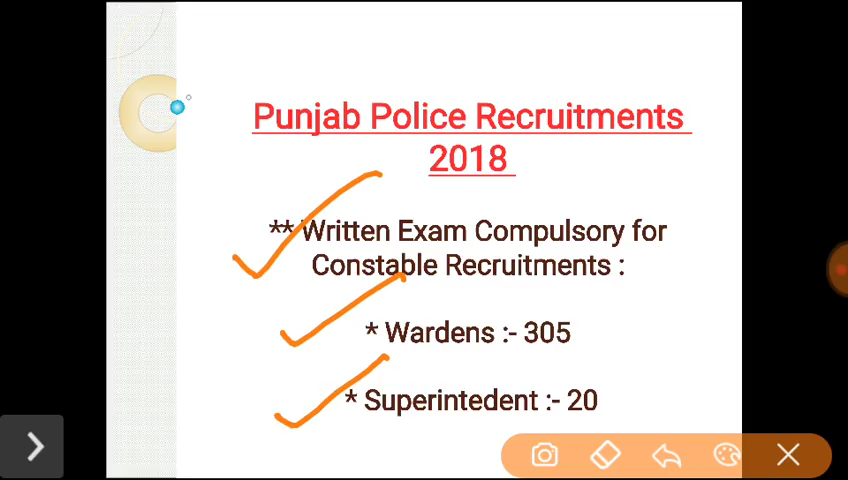 Punjab Police Recruitments
2018
** Written Exam Compulsory for
Constable Recruitments :
* Wardens :- 305
* Superintedent :- 20